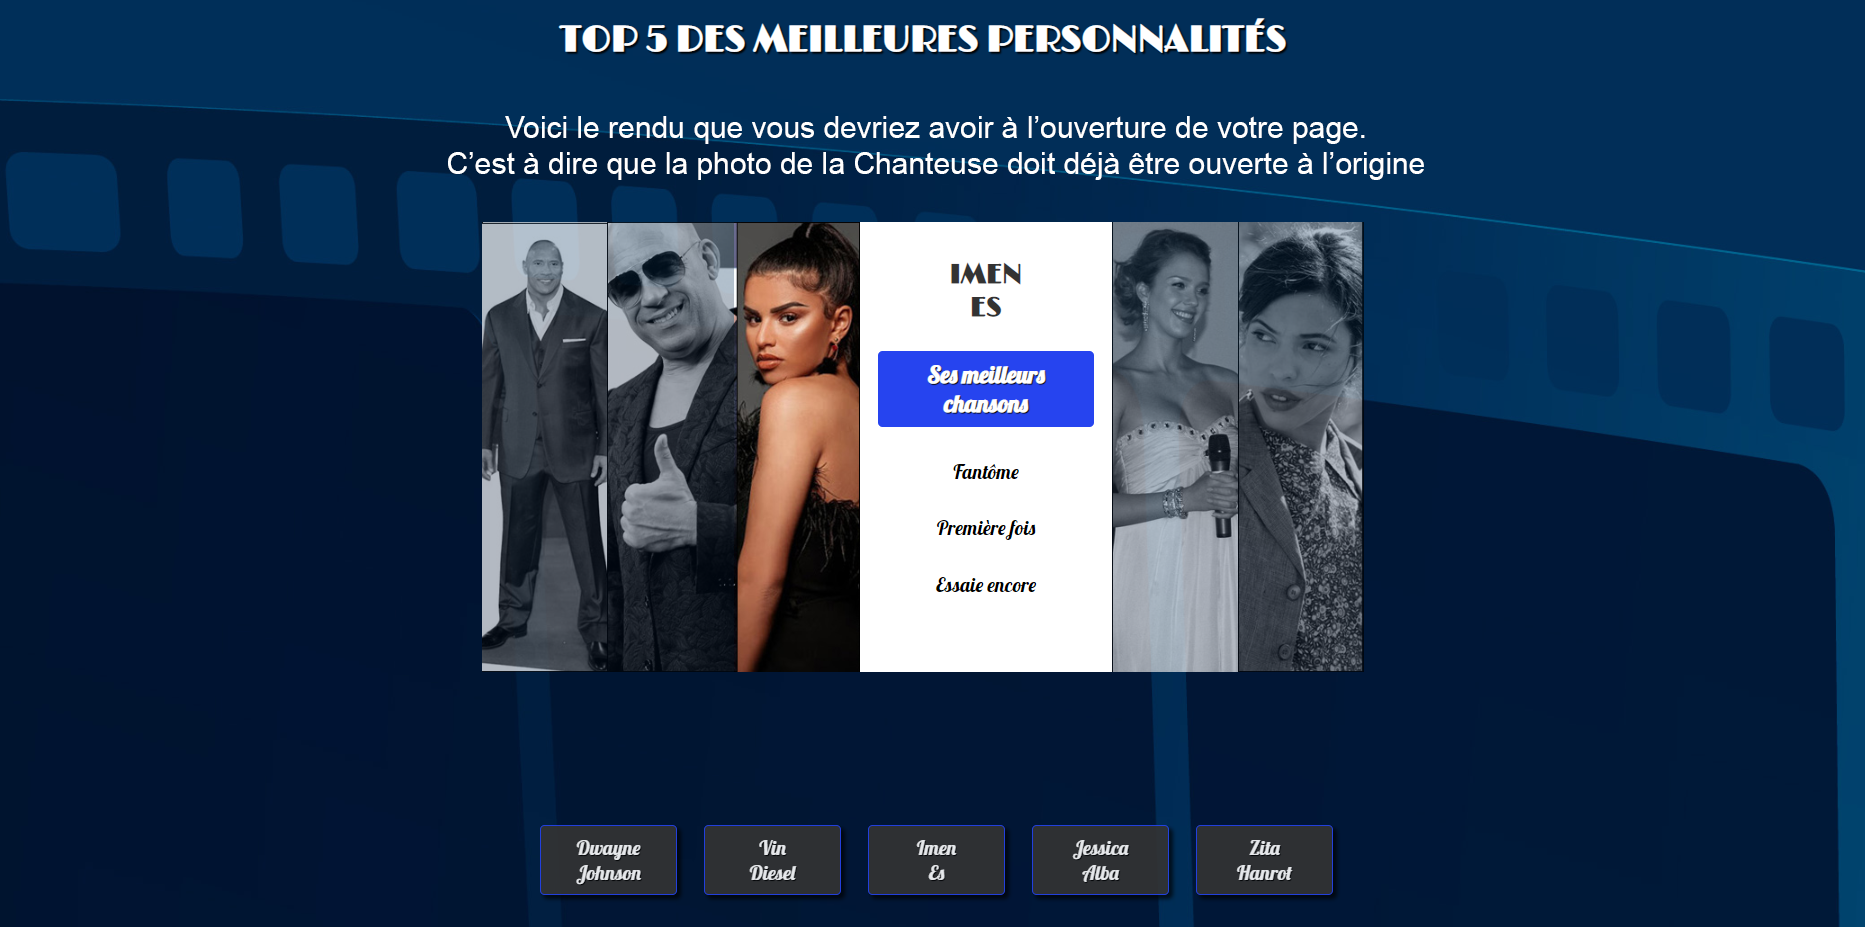 TOP 5 DES MEILLEURES PERSONNALITÉS
Voici le rendu que vous devriez avoir à l’ouverture de votre page.
C’est à dire que la photo de la Chanteuse doit déjà être ouverte à l’origine
IMEN
ES
Ses meilleurs
chansons
Fantôme
Première fois
Essaie encore
Dwayne
Johnson
Vin
Diesel
Imen
Es
Jessica
Alba
Zita
Hanrot